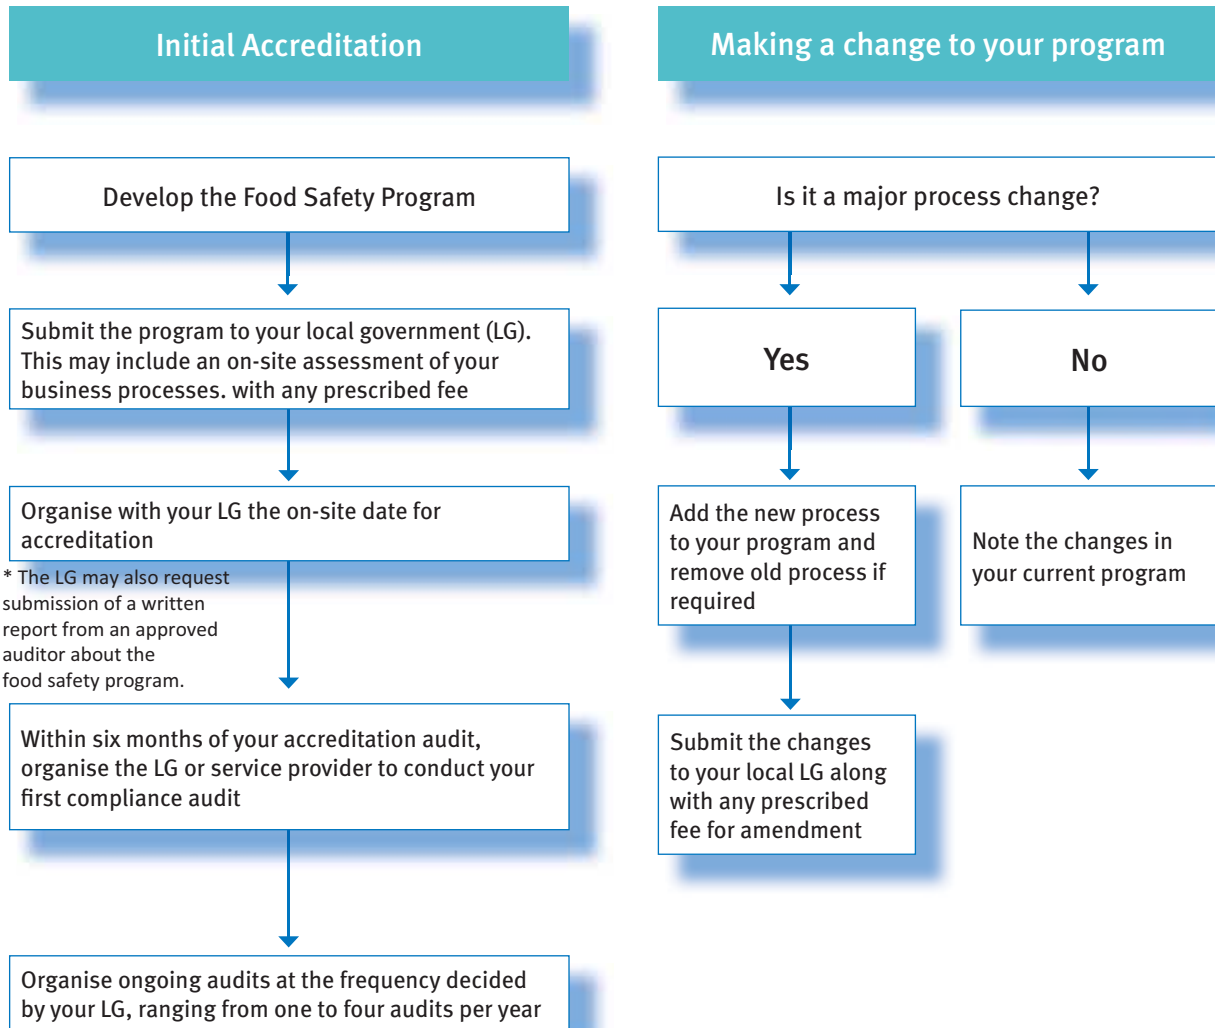 Initial Accreditation
Develop the Food Safety Program
Submit the program to your local government (LG).
This may include an on-site assessment of your
business processes. with any prescribed fee
Organise with your LG the on-site date for
accreditation
* The LG may also request
submission of a written
report from an approved
auditor about the
food safety program.
Within six months of your accreditation audit,
organise the LG or service provider to conduct your
first compliance audit
Organise ongoing audits at the frequency decided
by your LG, ranging from one to four audits per year
Making a change to your program
Is it a major process change?
Yes
No
Add the new process
to your program and
remove old process if
required
Note the changes in
your current program
Submit the changes
to your local LG along
with any prescribed
fee for amendment